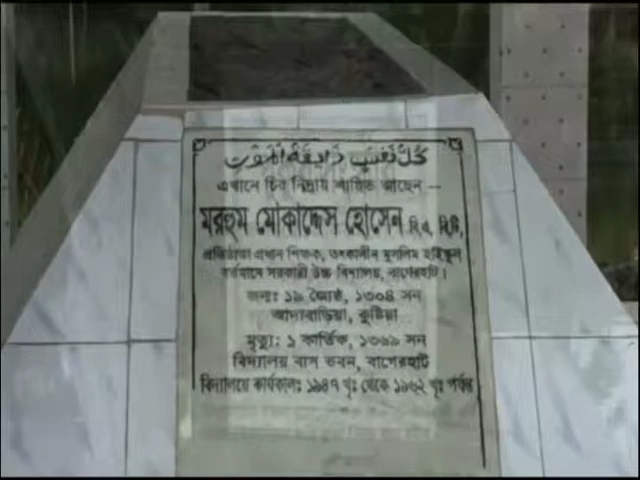 كُلُّ نَفْسٍ ذَائِقَةُ الْمَوْتِ
এখানে চির নিদ্রায় শায়িত আছেন —
মরহুম মোকাদ্দেস হোসেন
প্রতিষ্ঠাতা প্রধান শিক্ষক, তৎকালীন মুসলিম হাইস্কুল
বর্তমানে সরকারী উচ্চ বিদ্যালয়, বাগেরহাট।
জন্ম: ১৯ জ্যৈষ্ঠ, ১৩০৪ সন
আদাবাড়িয়া, কুষ্টিয়া
মৃত্যু: ১ কার্তিক, ১৩৬৯ সন
বিদ্যালয় বাস ভবন, বাগেরহাট
বিদ্যালয়ে কার্যকাল: ১৯৪৭ খৃ: থেকে ১৯৬২ খৃ: পর্যন্ত